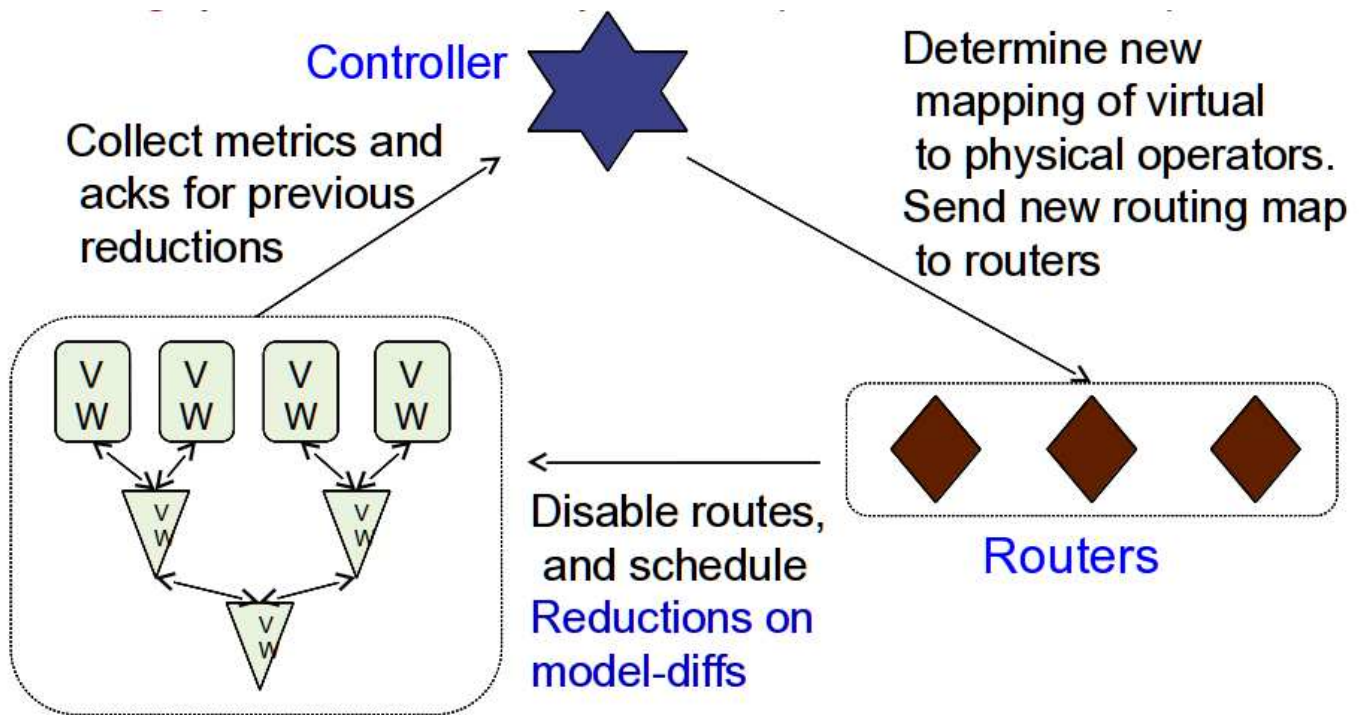 Controller
Determine new
mapping of virtual
to physical operators.
Send new routing map
to routers
Collect metrics and
acks for previous
reductions
V V V V
W W W W
V V
W W
V
W
Disable routes,
and schedule
Reductions on
model-diffs
Routers